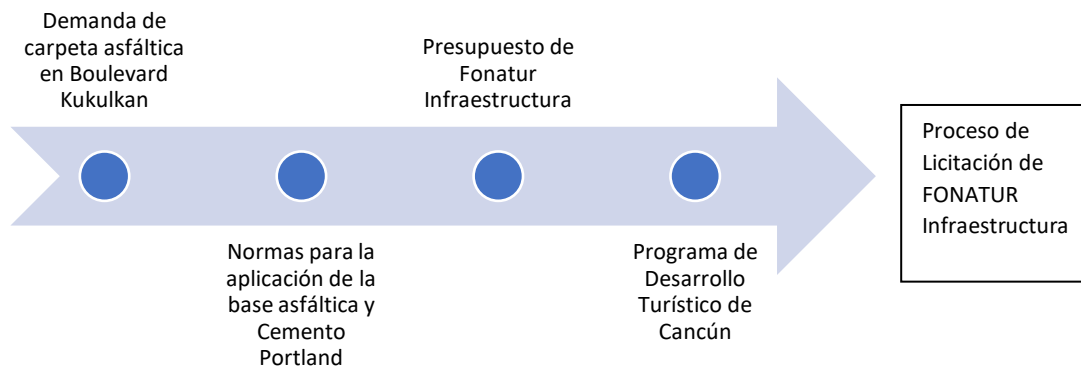 Demanda de
carpeta asfáltica
en Boulevard
Kukulkan
Normas para la
aplicación de la
base asfáltica y
Cemento
Portland
Presupuesto de
Fonatur
Infraestructura
Programa de
Desarrollo
Turístico de
Cancún
Proceso de
Licitación de
FONATUR
Infraestructura